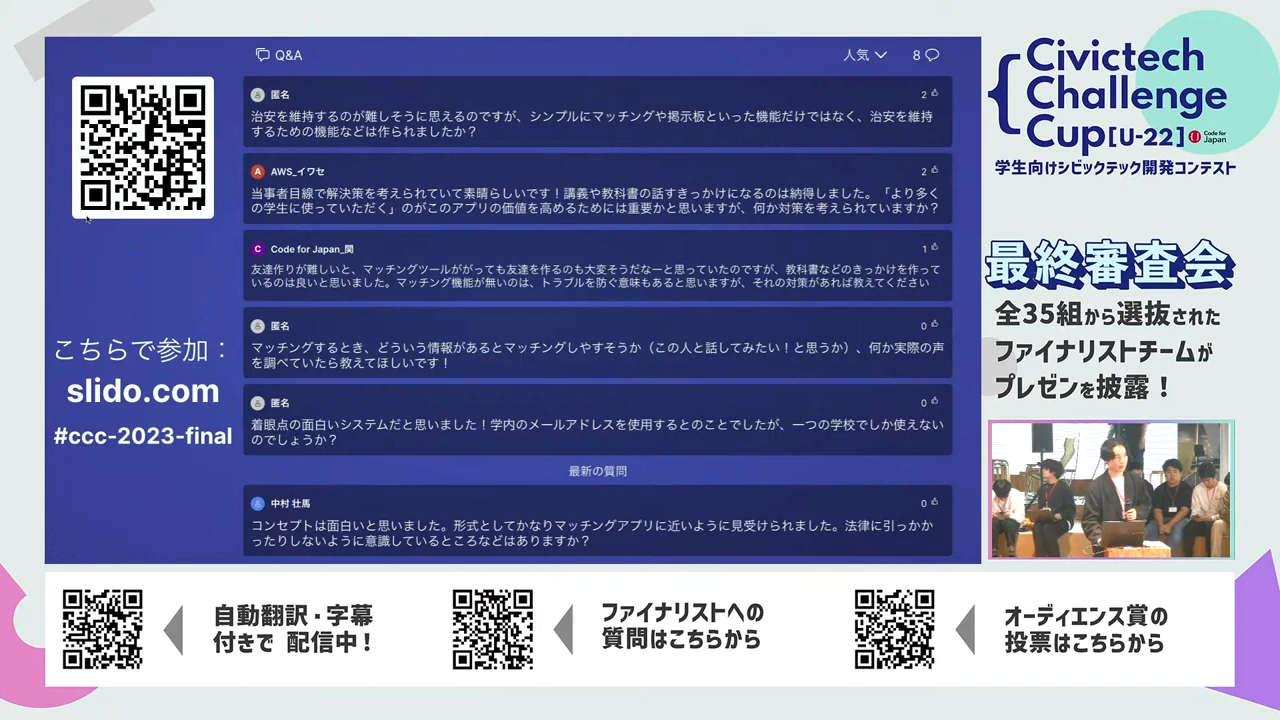 Q&A
人気
8
匿名
2
治安を維持するのが難しそうに思えるのですが、シンプルにマッチングや掲示板といった機能だけではなく、治安を維持
するための機能などは作られましたか？
AWS_イワセ
2
当事者目線で解決策を考えられていて素晴らしいです！講義や教科書の話すきっかけになるのは納得しました。「より多く
の学生に使っていただく」のがこのアプリの価値を高めるためには重要かと思いますが、何か対策を考えられていますか？
C
Code for Japan_関
1
友達作りが難しいと、マッチングツールががっても友達を作るのも大変そうだなーと思っていたのですが、教科書などのきっかけを作って
いるのは良いと思いました。マッチング機能が無いのは、トラブルを防ぐ意味もあると思いますが、それの対策があれば教えてください
匿名
0
マッチングするとき、どういう情報があるとマッチングしやすそうか（この人と話してみたい！と思うか）、何か実際の声
を調べていたら教えてほしいです！
匿名
0
着眼点の面白いシステムだと思いました！学内のメールアドレスを使用するとのことでしたが、一つの学校でしか使えない
のでしょうか？
最新の質問
中村 壮馬
0
コンセプトは面白いと思いました。形式としてかなりマッチングアプリに近いように見受けられました。法律に引っかか
ったりしないように意識しているところなどはありますか？
こちらで参加：
slido.com
#ccc-2023-final
Civictech
Challenge
Cup[U-22]
Code for
Japan
学生向けシビックテック開発コンテスト
最終審査会
全35組から選抜された
ファイナリストチームが
プレゼンを披露！
自動翻訳・字幕
付きで 配信中！
ファイナリストへの
質問はこちらから
オーディエンス賞の
投票はこちらから